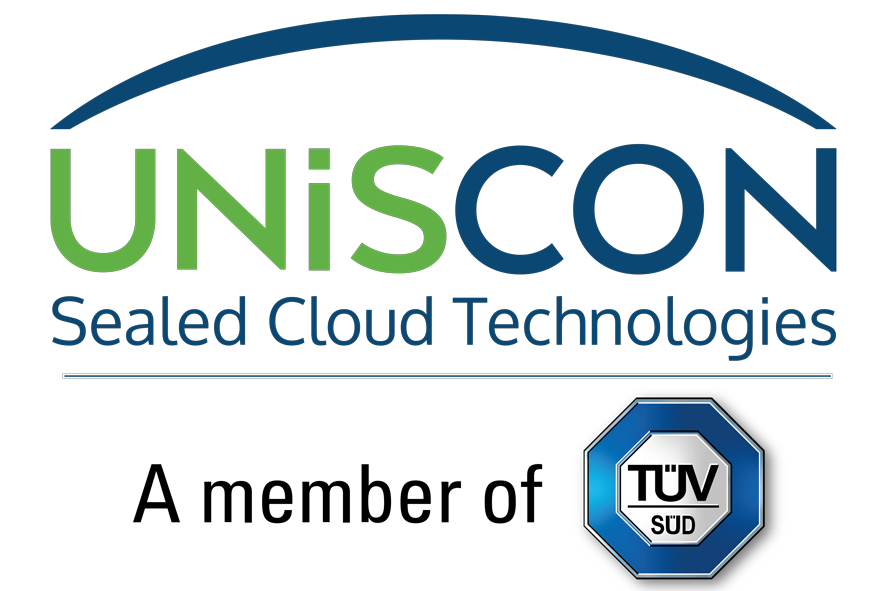 UNiSCON
Sealed Cloud Technologies
A member of
TÜV
SÜD